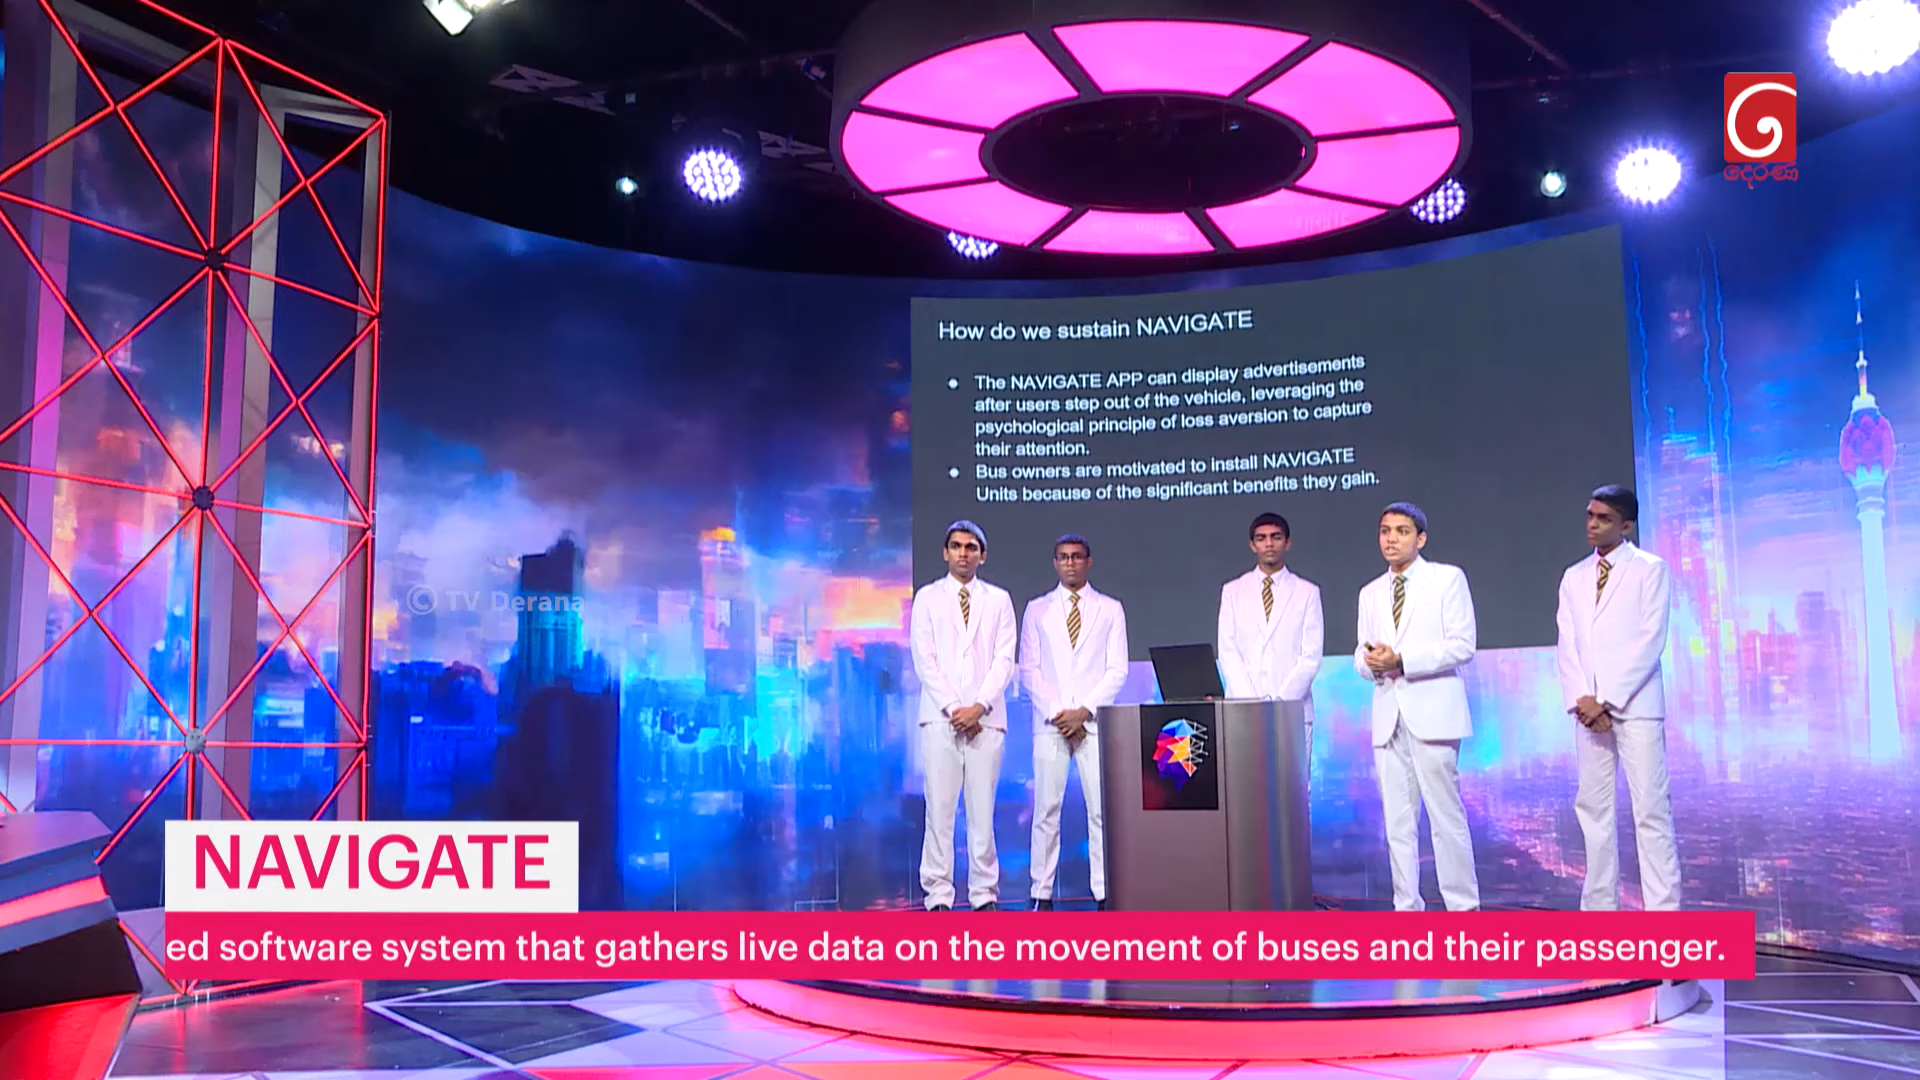 දෙරණ
How do we sustain NAVIGATE
● The NAVIGATE APP can display advertisements
after users step out of the vehicle, leveraging the
psychological principle of loss aversion to capture
their attention.
● Bus owners are motivated to install NAVIGATE
Units because of the significant benefits they gain.
© TV Derana
NAVIGATE
ed software system that gathers live data on the movement of buses and their passenger.